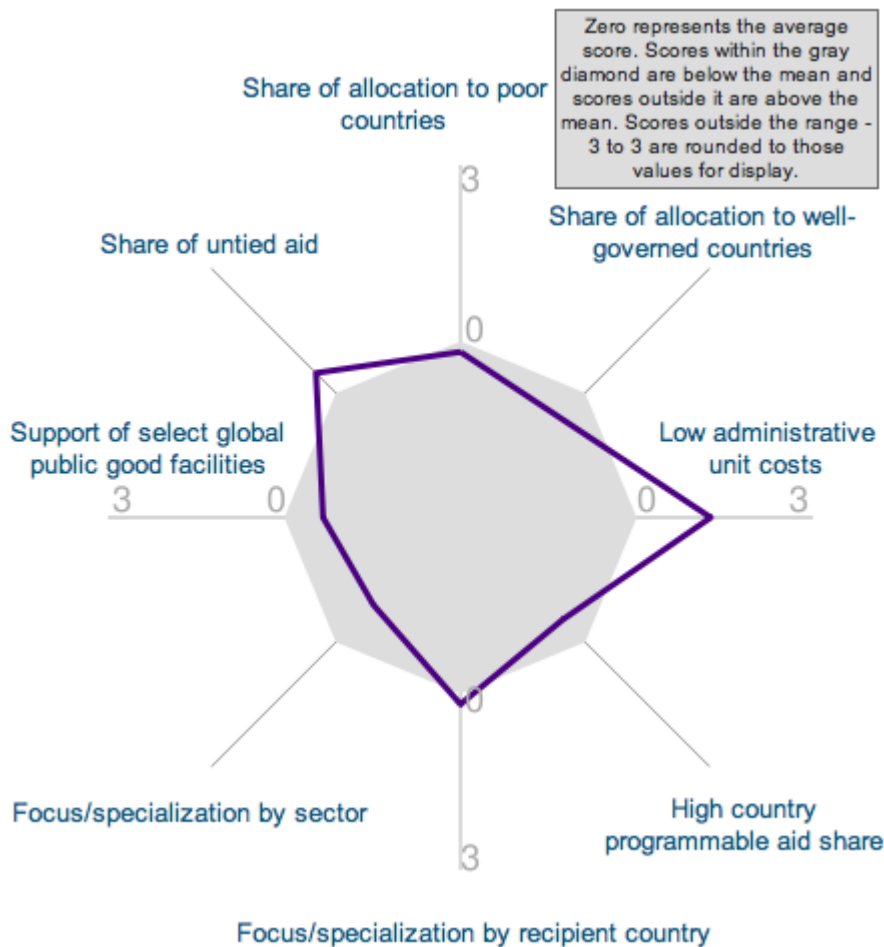 Zero represents the average
score. Scores within the gray
diamond are below the mean and
scores outside it are above the
mean. Scores outside the range -
3 to 3 are rounded to those
values for display.
Share of allocation to poor
countries
3
Share of allocation to well-
governed countries
Share of untied aid
0
Support of select global
public good facilities
Low administrative
unit costs
3
0
0
3
0
Focus/specialization by sector
High country
programmable aid share
3
Focus/specialization by recipient country